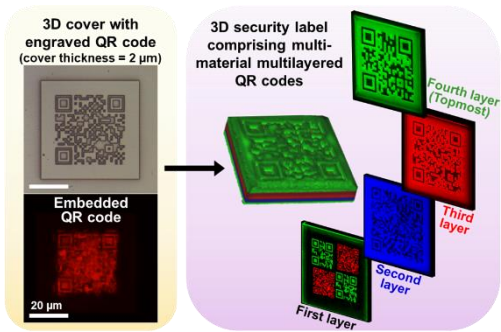 3D cover with
engraved QR code
(cover thickness = 2 µm)
Embedded
QR code
20 µm
3D security label
comprising multi-
material multilayered
QR codes
Fourth layer
(Topmost)
Third
layer
Second
layer
First layer